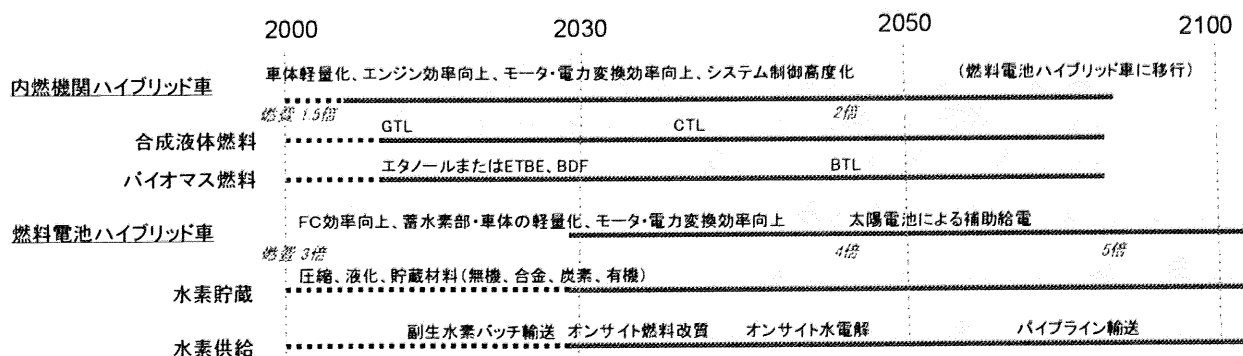 2000 2030 2050 2100
車体軽量化、エンジン効率向上、モータ・電力変換効率向上、システム制御高度化 (燃料電池ハイブリッド車に移行)
内燃機関ハイブリッド車
燃費 1.5倍 2倍
GTL CTL
合成液体燃料
エタノールまたはETBE、BDF BTL
バイオマス燃料
FC効率向上、蓄水素部・車体の軽量化、モータ・電力変換効率向上 太陽電池による補助給電
燃料電池ハイブリッド車
燃費 3倍 4倍 5倍
圧縮、液化、貯蔵材料(無機、合金、炭素、有機)
水素貯蔵
副生水素バッチ輸送 オンサイト燃料改質 オンサイト水電解 パイプライン輸送
水素供給